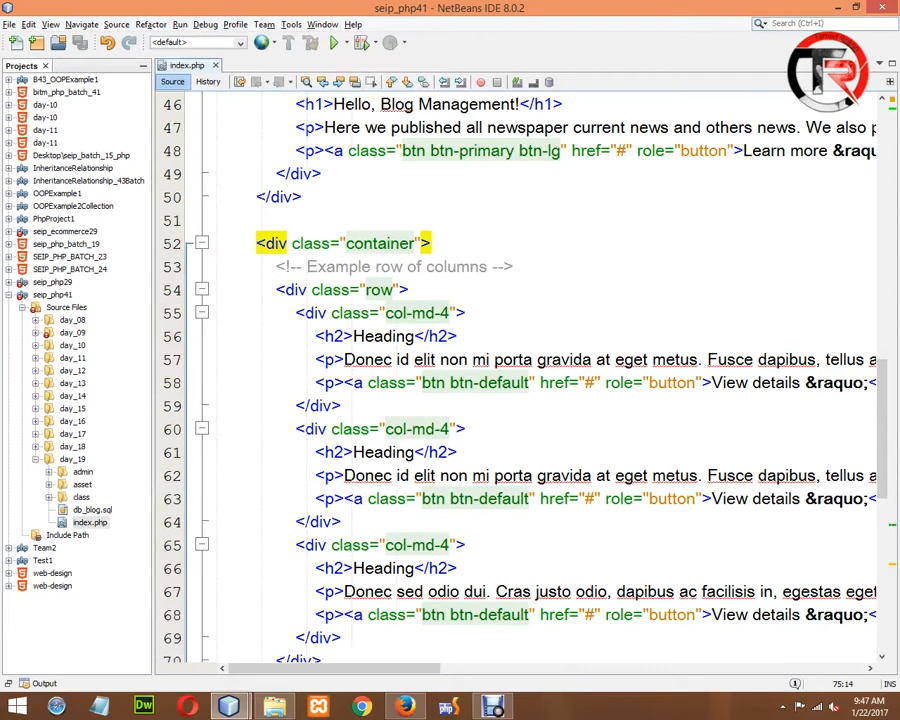 seip_php41 - NetBeans IDE 8.0.2
File Edit View Navigate Source Refactor Run Debug Profile Team Tools Window Help
Search (Ctrl+I)
<default>
Projects
index.php
Source History
B43_OOPExample1
bitm_php_batch_41
day-10
day-10
day-11
day-11
Desktop\seip_batch_15_php
InheritanceRelationship
InheritanceRelationship_43Batch
OOPExample1
OOPExample2Collection
PhpProject1
seip_ecommerce29
seip_php_batch_19
SEIP_PHP_BATCH_23
SEIP_PHP_BATCH_24
seip_php29
seip_php41
Source Files
day_08
day_09
day_10
day_11
day_12
day_13
day_14
day_15
day_16
day_17
day_18
day_19
admin
asset
class
db_blog.sql
index.php
Include Path
Team2
Test1
web-design
web-design
46 <h1>Hello, Blog Management!</h1>
47 <p>Here we published all newspaper current news and others news. We also p
48 <p><a class="btn btn-primary btn-lg" href="#" role="button">Learn more &raqu
49 </div>
50 </div>
51
52 <div class="container">
53 <!-- Example row of columns -->
54 <div class="row">
55 <div class="col-md-4">
56 <h2>Heading</h2>
57 <p>Donec id elit non mi porta gravida at eget metus. Fusce dapibus, tellus a
58 <p><a class="btn btn-default" href="#" role="button">View details &raquo;<
59 </div>
60 <div class="col-md-4">
61 <h2>Heading</h2>
62 <p>Donec id elit non mi porta gravida at eget metus. Fusce dapibus, tellus a
63 <p><a class="btn btn-default" href="#" role="button">View details &raquo;<
64 </div>
65 <div class="col-md-4">
66 <h2>Heading</h2>
67 <p>Donec sed odio dui. Cras justo odio, dapibus ac facilisis in, egestas eget
68 <p><a class="btn btn-default" href="#" role="button">View details &raquo;<
69 </div>
70 </div>
Output
75:14 INS
9:47 AM
1/22/2017